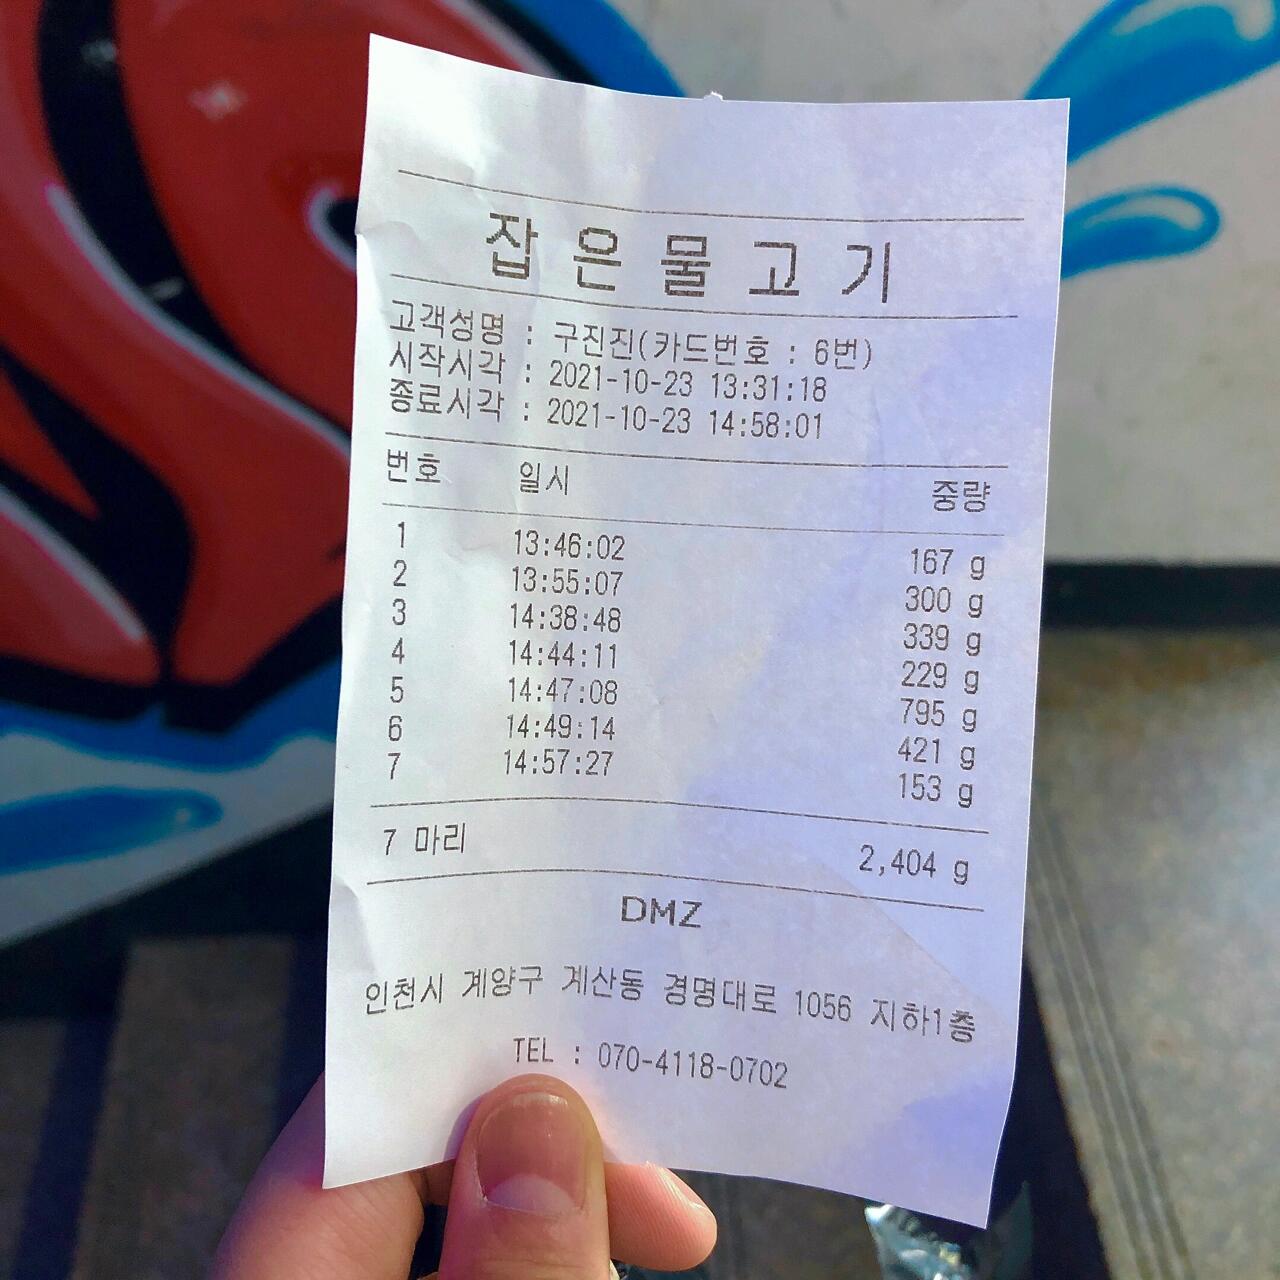 잡은물고기
고객성명 : 구진진(카드번호 : 6번)
시작시각 : 2021-10-23 13:31:18
종료시각 : 2021-10-23 14:58:01
번호 일시 중량
1 13:46:02 167 g
2 13:55:07 300 g
3 14:38:48 339 g
4 14:44:11 229 g
5 14:47:08 795 g
6 14:49:14 421 g
7 14:57:27 153 g
7 마리 2,404 g
DMZ
인천시 계양구 계산동 경명대로 1056 지하1층
TEL : 070-4118-0702